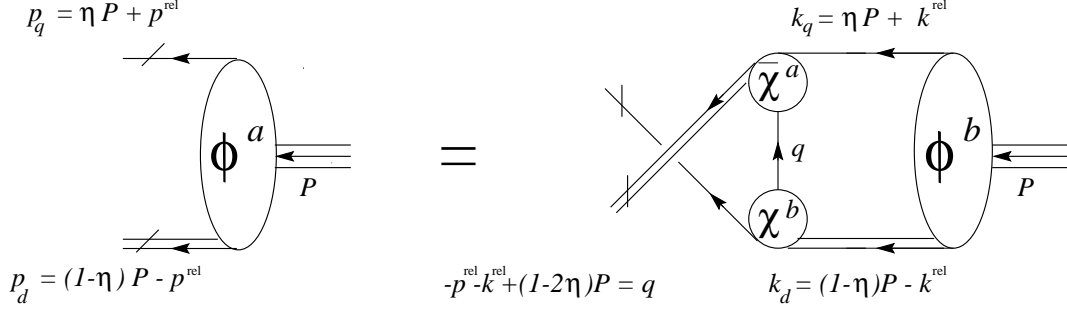 p_q = η P + p^rel
ϕ^a
P
p_d = (1-η) P - p^rel
=
k_q = η P + k^rel
χ̅^a
q
χ^b
ϕ^b
P
-p^rel-k^rel+(1-2η)P = q
k_d = (1-η)P - k^rel